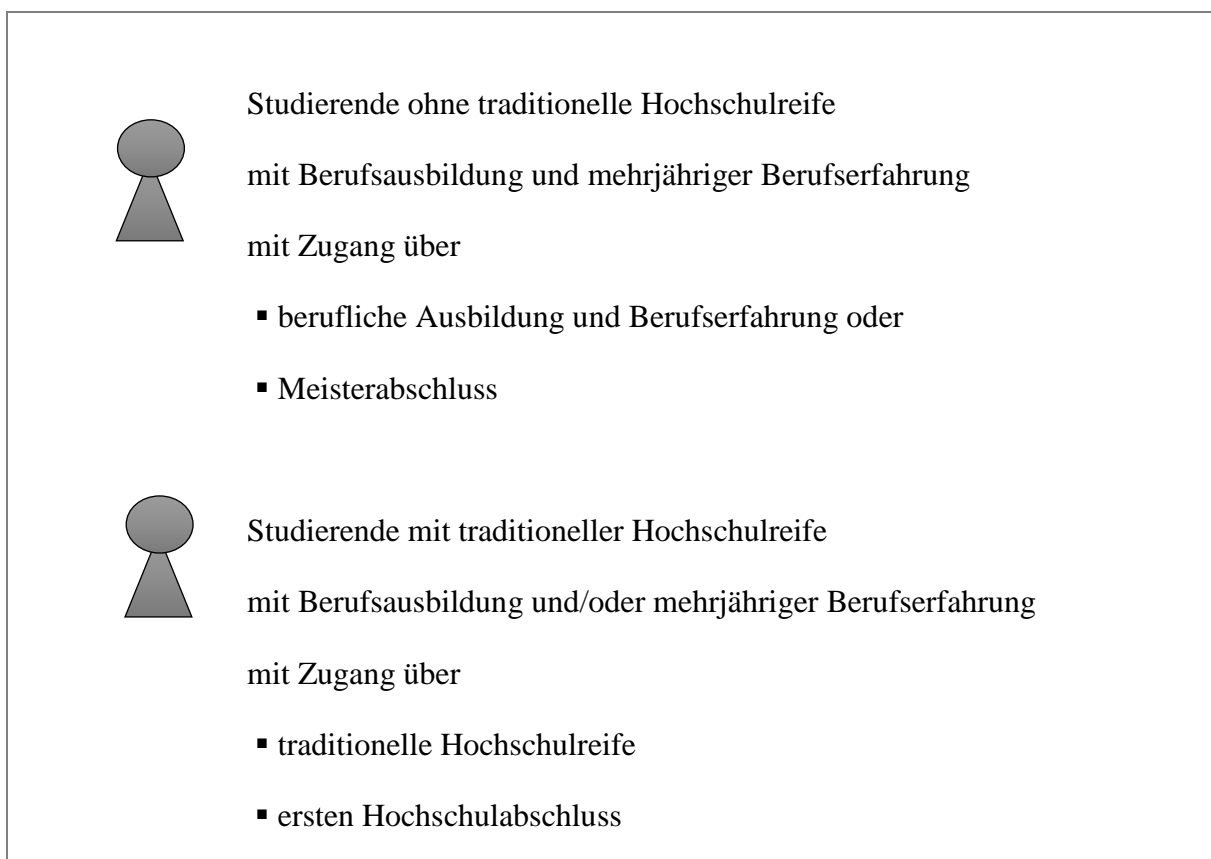 Studierende ohne traditionelle Hochschulreife
mit Berufsausbildung und mehrjähriger Berufserfahrung
mit Zugang über
▪ berufliche Ausbildung und Berufserfahrung oder
▪ Meisterabschluss
Studierende mit traditioneller Hochschulreife
mit Berufsausbildung und/oder mehrjähriger Berufserfahrung
mit Zugang über
▪ traditionelle Hochschulreife
▪ ersten Hochschulabschluss